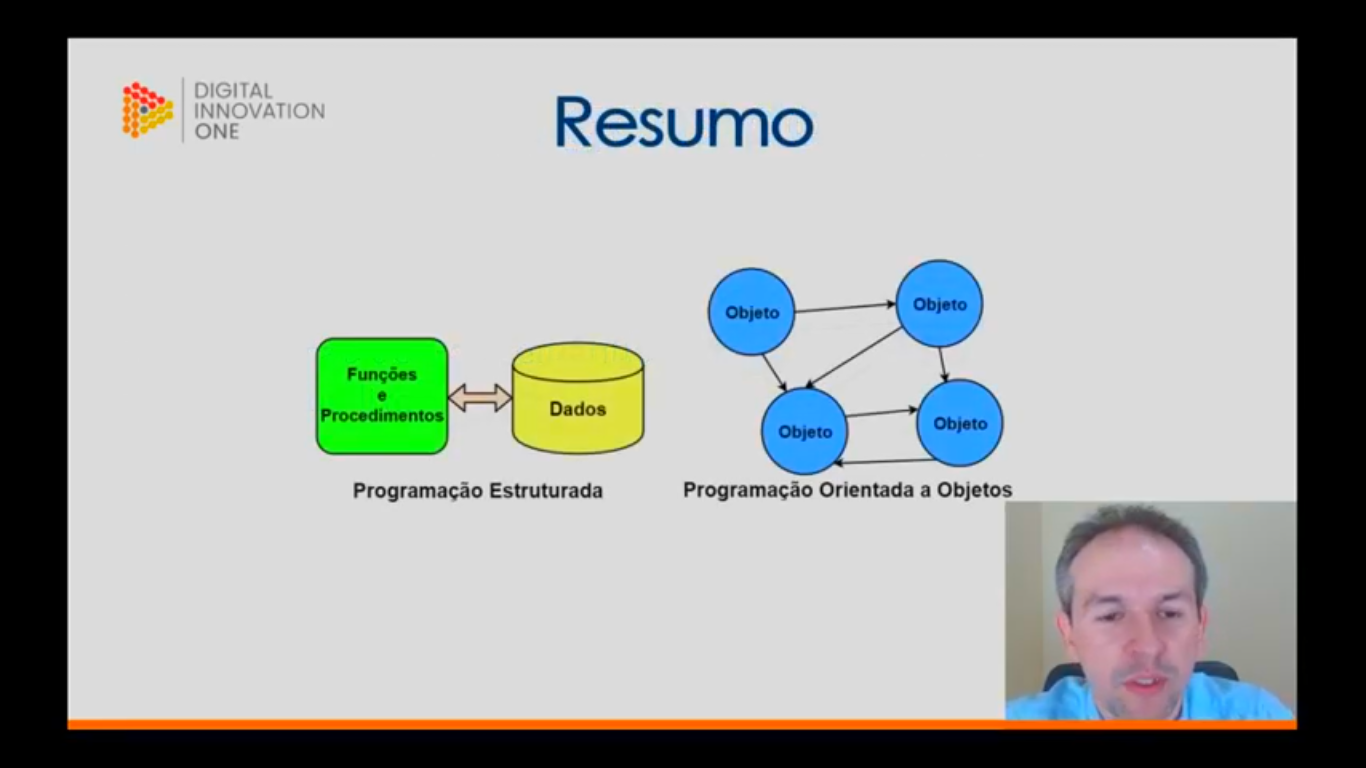 DIGITAL
INNOVATION
ONE
Resumo
Funções
e
Procedimentos
Dados
Programação Estruturada
Objeto
Objeto
Objeto
Objeto
Programação Orientada a Objetos